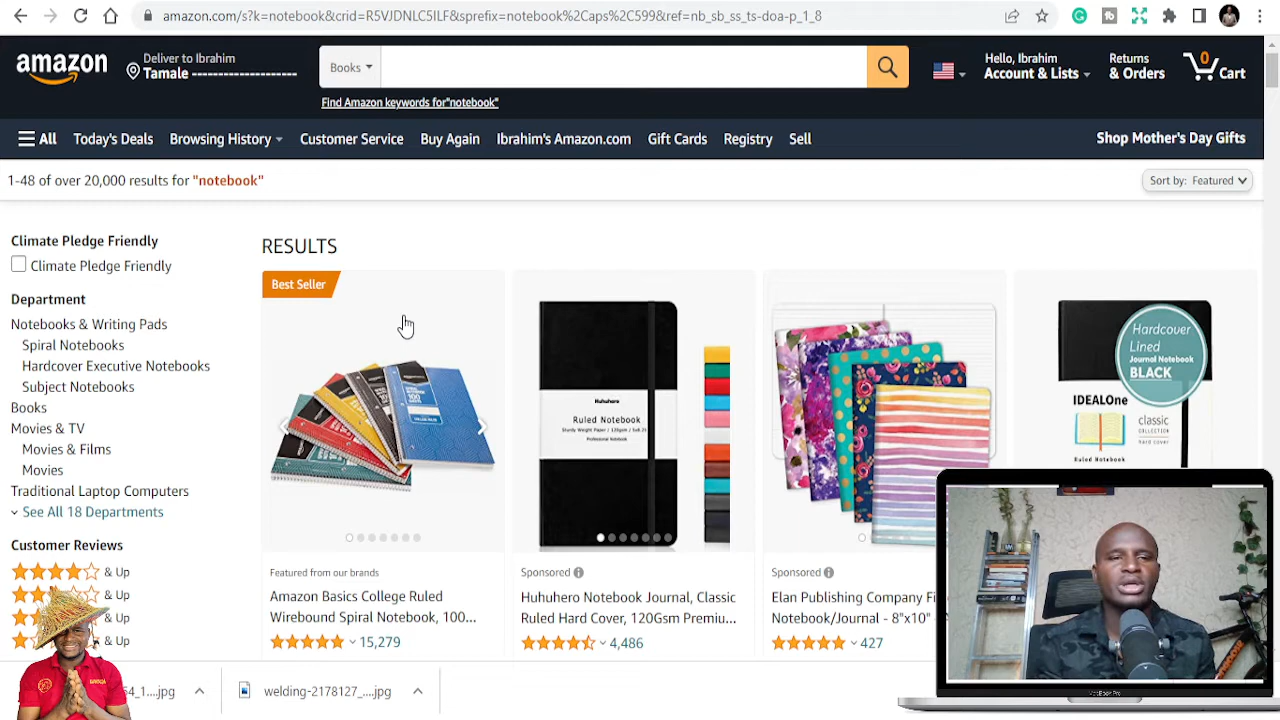 amazon.com/s?k=notebook&crid=R5VJDNLC5ILF&sprefix=notebook%2Caps%2C599&ref=nb_sb_ss_ts-doa-p_1_8
amazon
Deliver to Ibrahim
Tamale
Books
Hello, Ibrahim
Account & Lists
Returns
& Orders
0
Cart
Find Amazon keywords for"notebook"
All
Today's Deals
Browsing History
Customer Service
Buy Again
Ibrahim's Amazon.com
Gift Cards
Registry
Sell
Shop Mother's Day Gifts
1-48 of over 20,000 results for "notebook"
Sort by: Featured
Climate Pledge Friendly
Climate Pledge Friendly
Department
Notebooks & Writing Pads
Spiral Notebooks
Hardcover Executive Notebooks
Subject Notebooks
Books
Movies & TV
Movies & Films
Movies
Traditional Laptop Computers
See All 18 Departments
Customer Reviews
& Up
& Up
& Up
& Up
RESULTS
Best Seller
100
Featured from our brands
Amazon Basics College Ruled
Wirebound Spiral Notebook, 100...
15,279
Huhuhero
Ruled Notebook
Professional Notebook
Sponsored
Huhuhero Notebook Journal, Classic
Ruled Hard Cover, 120Gsm Premiu...
4,486
Sponsored
Elan Publishing Company Fi
Notebook/Journal - 8"x10"
427
Hardcover
Lined
Journal Notebook
BLACK
IDEALOne
classic
COLLECTION
hard cover
Ruled Notebook
MacBook Pro
54_1....jpg
welding-2178127_....jpg